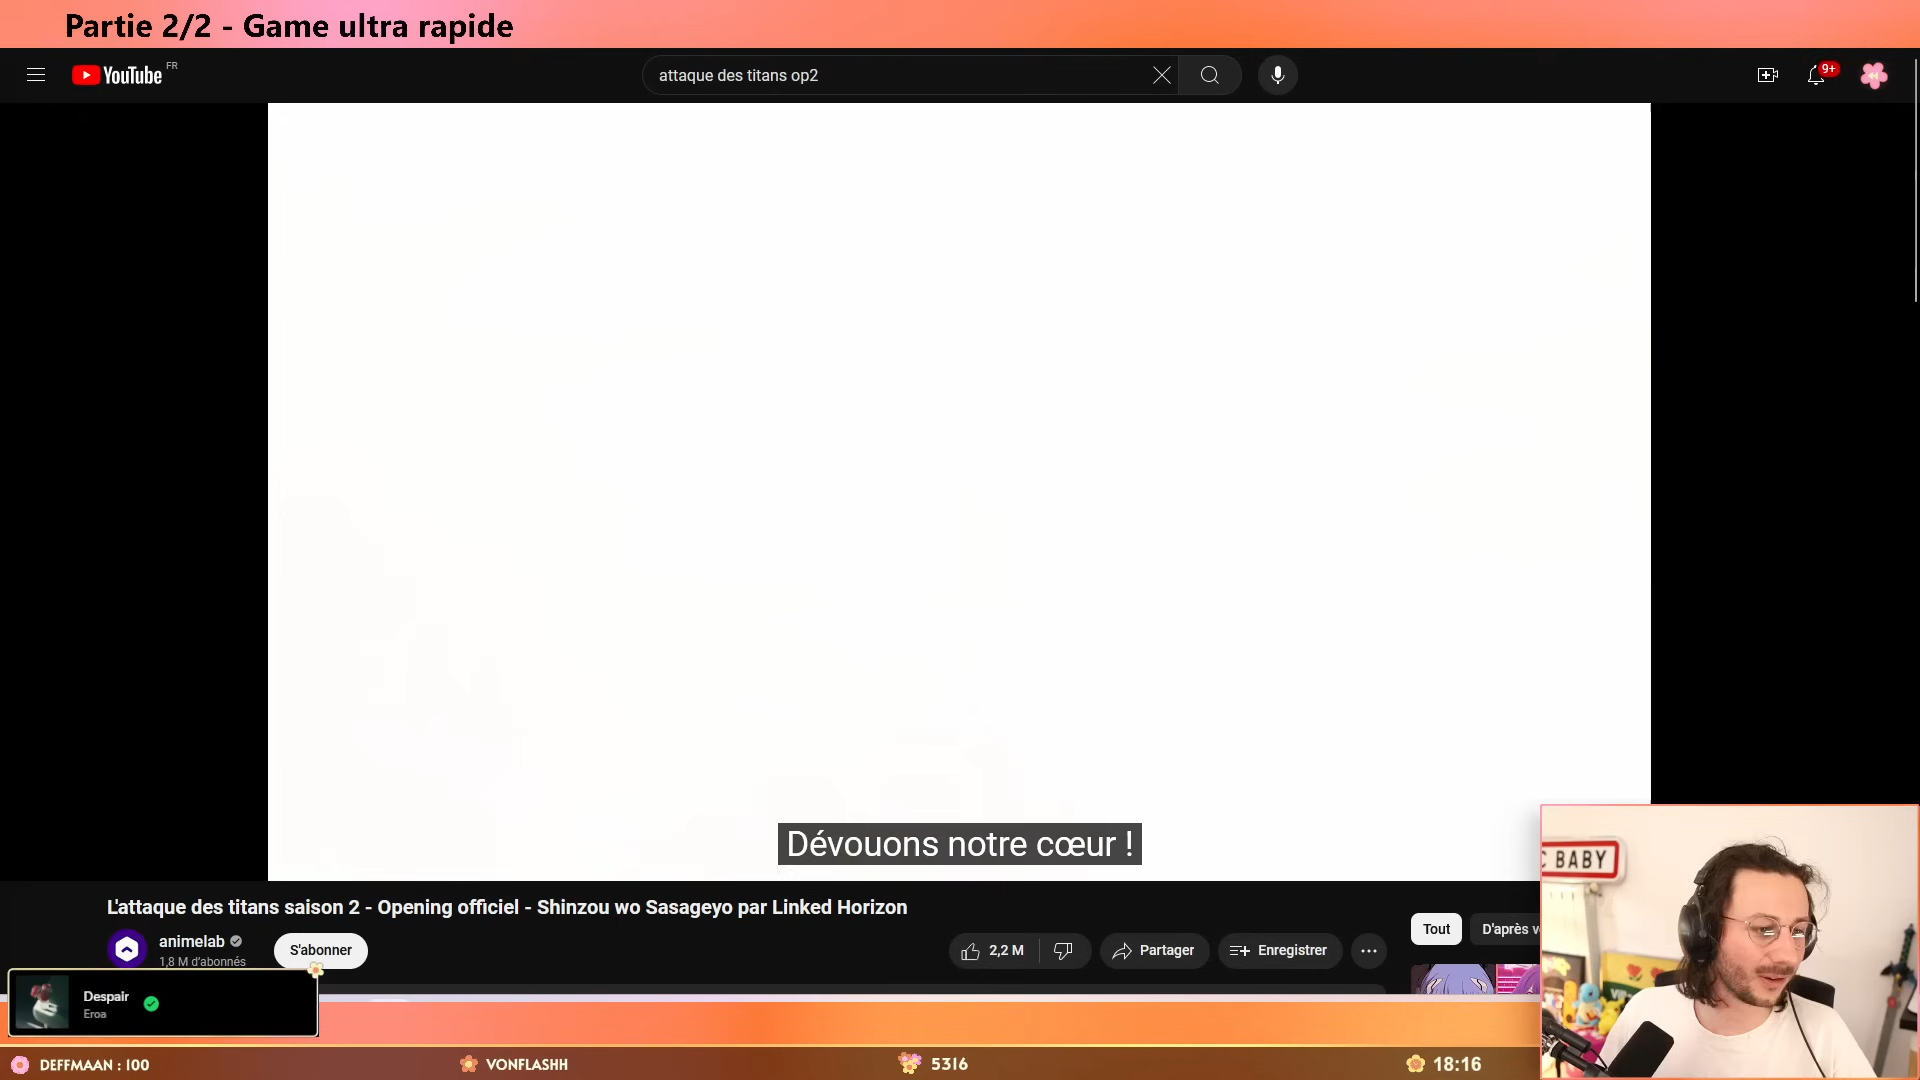 Partie 2/2 - Game ultra rapide
YouTube FR
attaque des titans op2
9+
Dévouons notre cœur !
L'attaque des titans saison 2 - Opening officiel - Shinzou wo Sasageyo par Linked Horizon
animelab
1,8 M d'abonnés
S'abonner
2,2 M
Partager
Enregistrer
Tout
D'après
C BABY
Despair
Eroa
DEFFMAAN : 100
VONFLASHH
5316
18:16